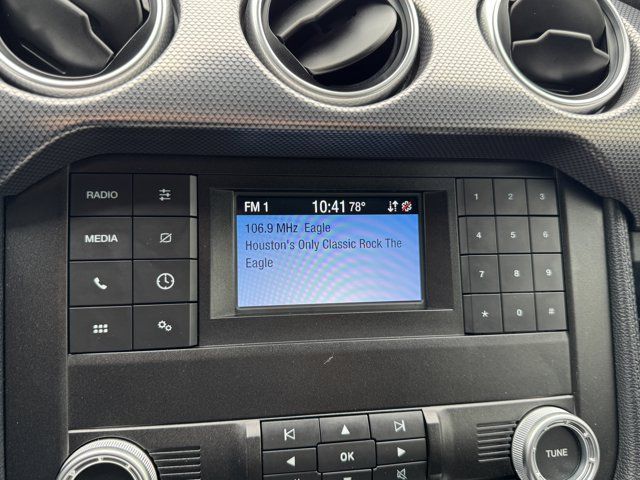 RADIO
MEDIA
FM 1 10:41 78°
106.9 MHz Eagle
Houston's Only Classic Rock The
Eagle
1 2 3
4 5 6
7 8 9
* 0 #
OK
TUNE